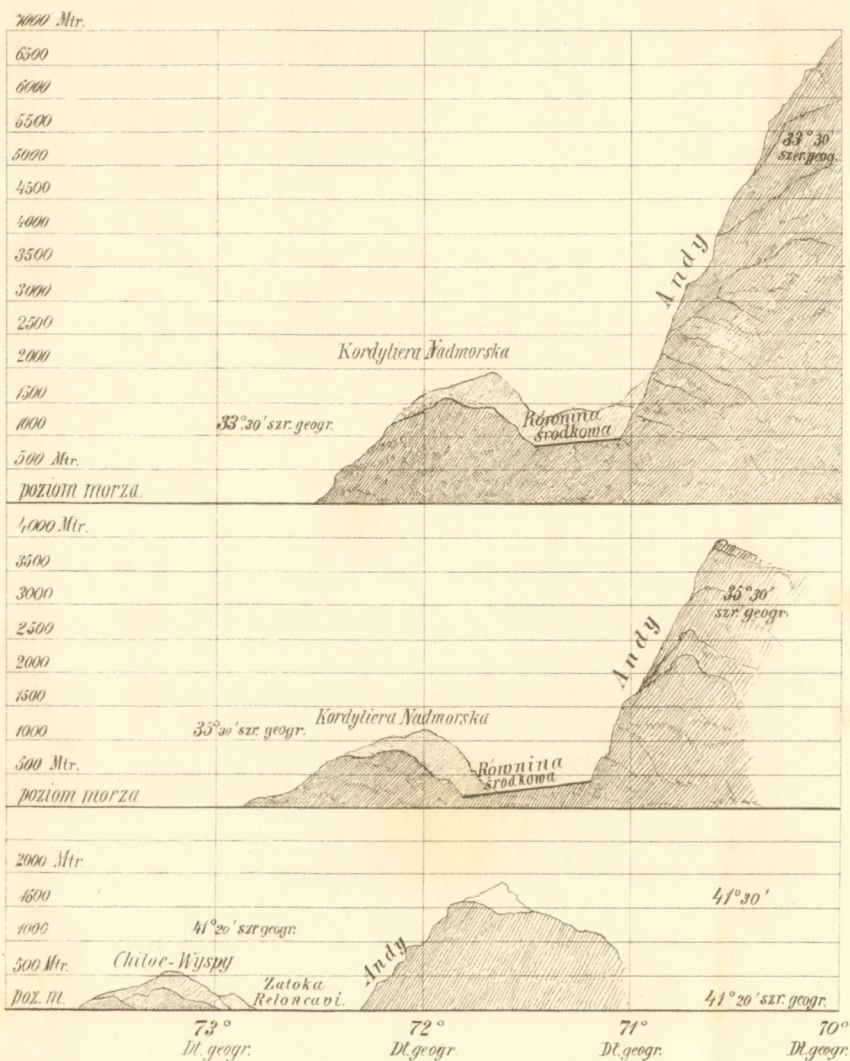 7000 Mtr.
6500
6000
5500
5000
4500
4000
3500
3000
2500
2000
1500
1000
500 Mtr.
poziom morza.
33° 30'
szer. geogr.
Andy
Kordyliera Nadmorska
33°.30' szr. geogr.
Równina
środkowa
4000 Mtr.
3500
3000
2500
2000
1500
1000
500 Mtr.
poziom morza
35° 30'
szr. geogr.
Andy
Kordyliera Nadmorska
35° 30' szr. geogr.
Równina
środkowa
2000 Mtr.
1500
1000
500 Mtr.
poz. m.
41° 30'
41° 20' szr geogr.
Chiloe-Wyspy
Andy
Zatoka
Reloncavi.
41° 20' szr. geogr.
73° 72° 71° 70°
Dł. geogr. Dł. geogr. Dł. geogr. Dł. geogr.